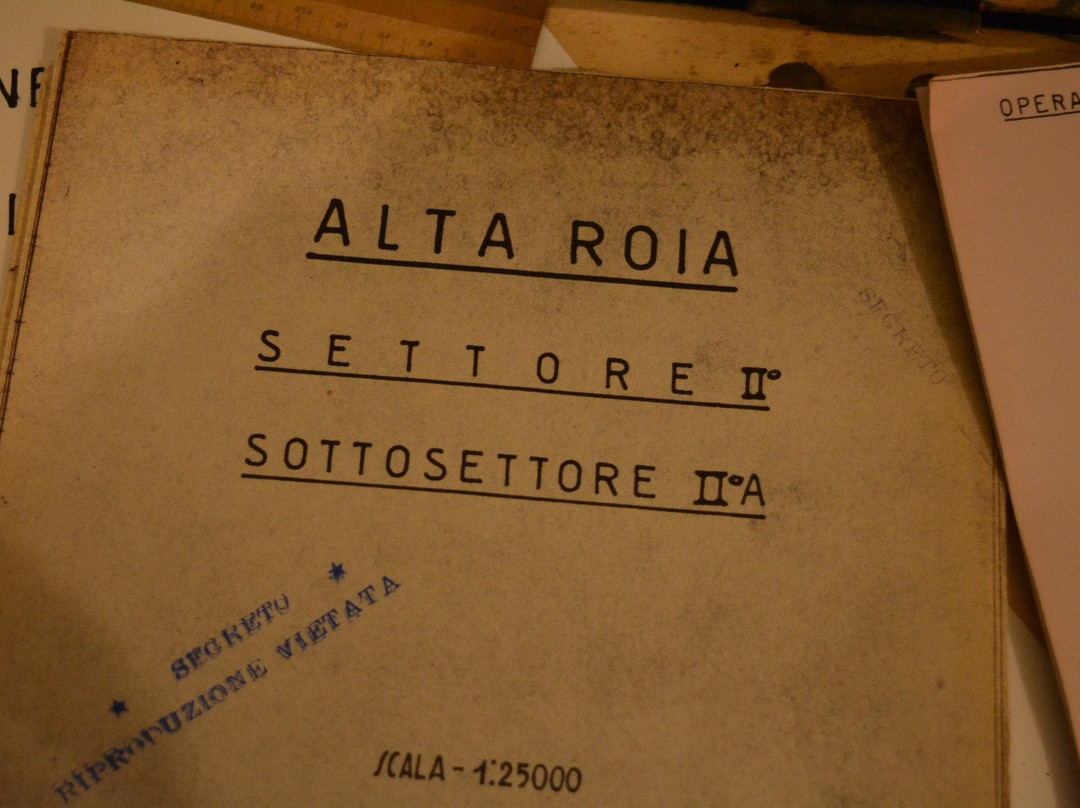 OPERA
ALTA ROIA
SEGRETO
SETTORE II°
SOTTOSETTORE II°A
★ SEGRETO ★
RIPRODUZIONE VIETATA
SCALA - 1:25000